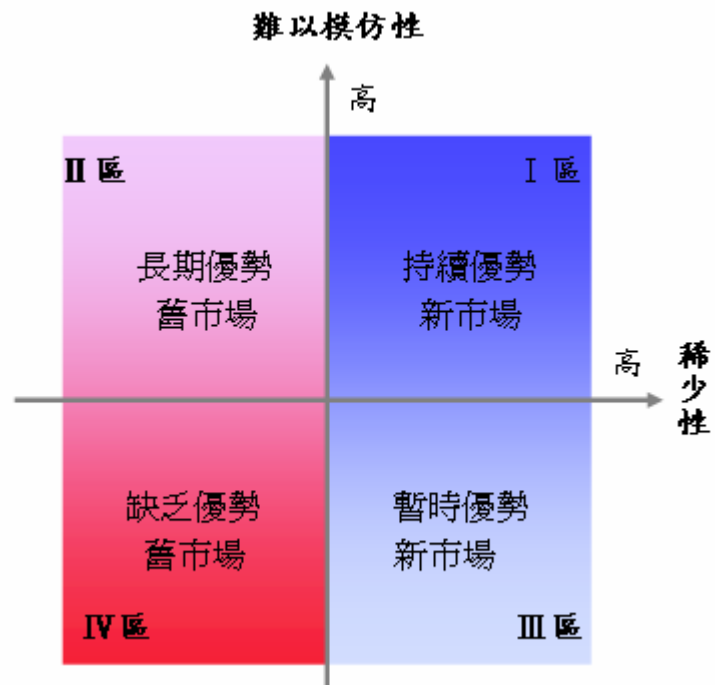 難以模仿性
高
II 區
I 區
長期優勢
舊市場
持續優勢
新市場
高
稀少性
缺乏優勢
舊市場
暫時優勢
新市場
IV 區
III 區